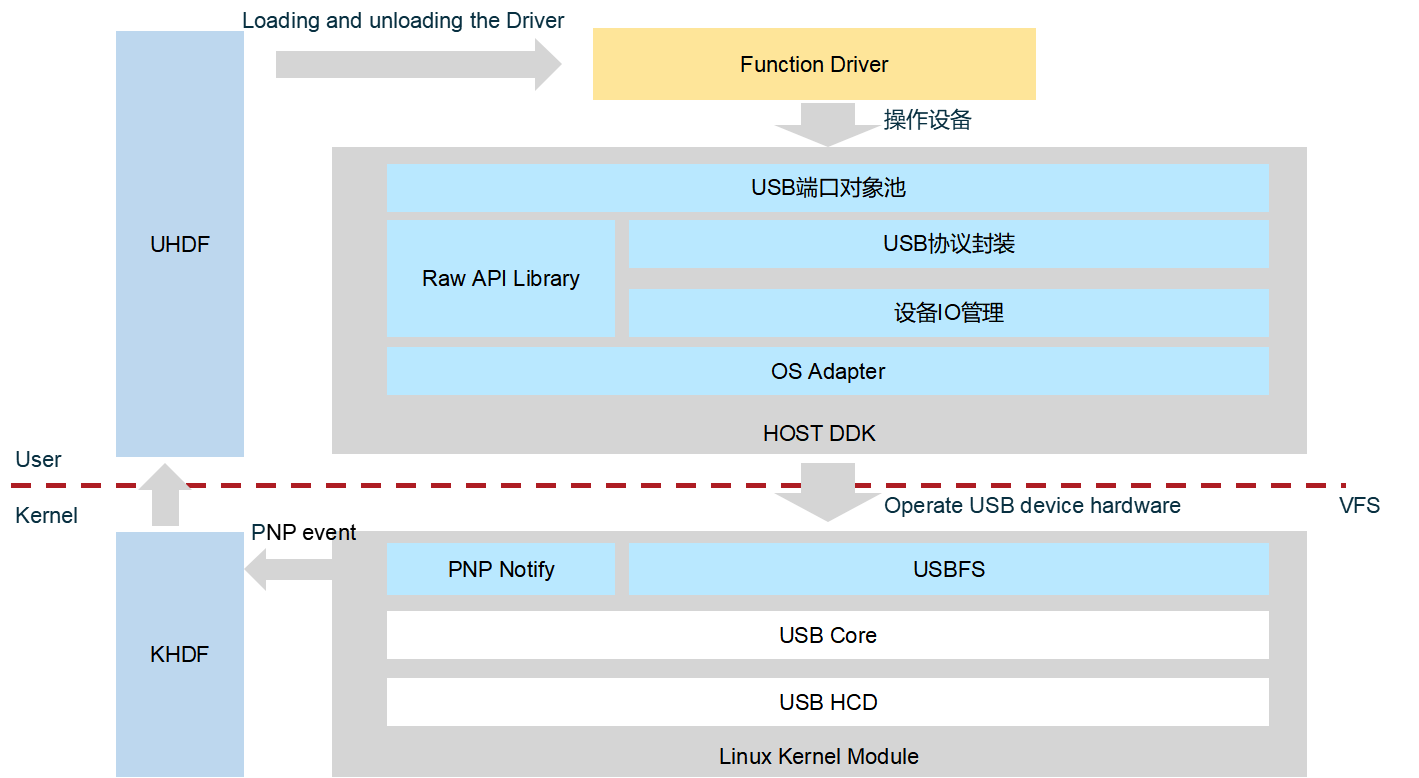 Loading and unloading the Driver
Function Driver
操作设备
USB端口对象池
UHDF
USB协议封装
Raw API Library
设备IO管理
OS Adapter
HOST DDK
User
Kernel
Operate USB device hardware
VFS
PNP event
PNP Notify
USBFS
USB Core
KHDF
USB HCD
Linux Kernel Module